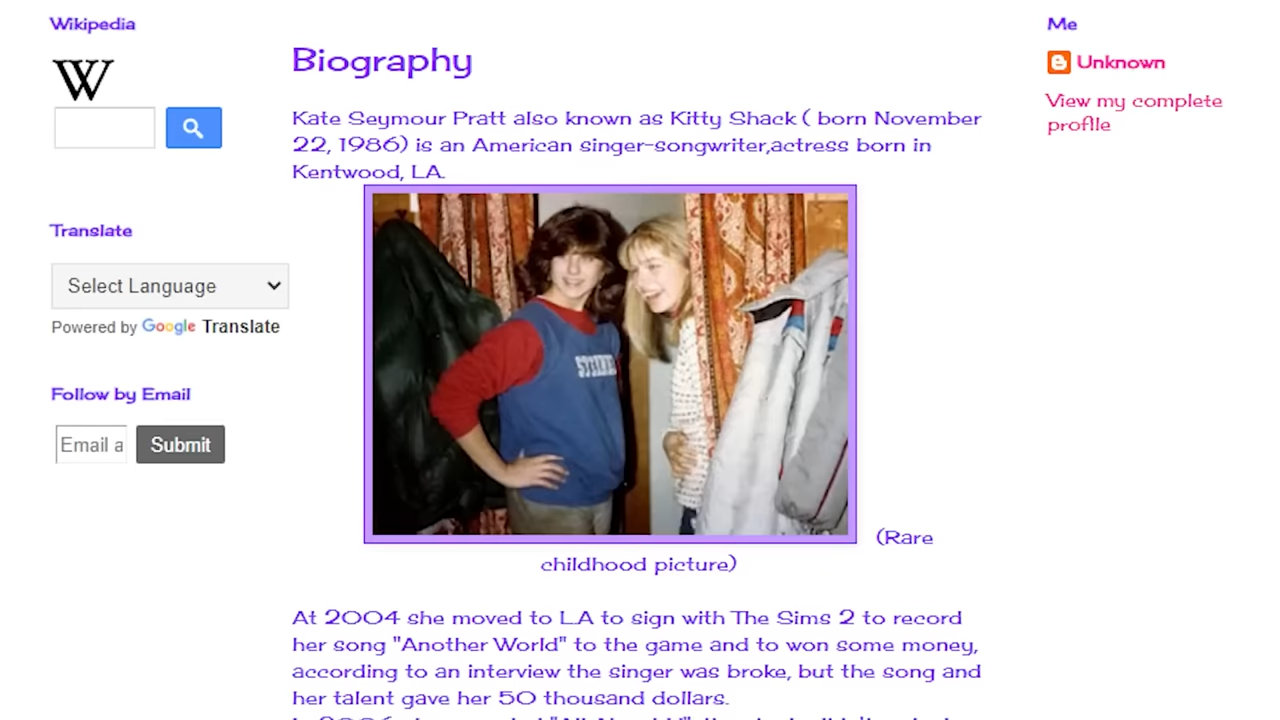 Wikipedia
W
Translate
Select Language
Powered by Google Translate
Follow by Email
Email a
Submit
Biography
Kate Seymour Pratt also known as Kitty Shack ( born November
22, 1986) is an American singer-songwriter,actress born in
Kentwood, LA.
(Rare
childhood picture)
At 2004 she moved to LA to sign with The Sims 2 to record
her song "Another World" to the game and to won some money,
according to an interview the singer was broke, but the song and
her talent gave her 50 thousand dollars.
Me
Unknown
View my complete
profile